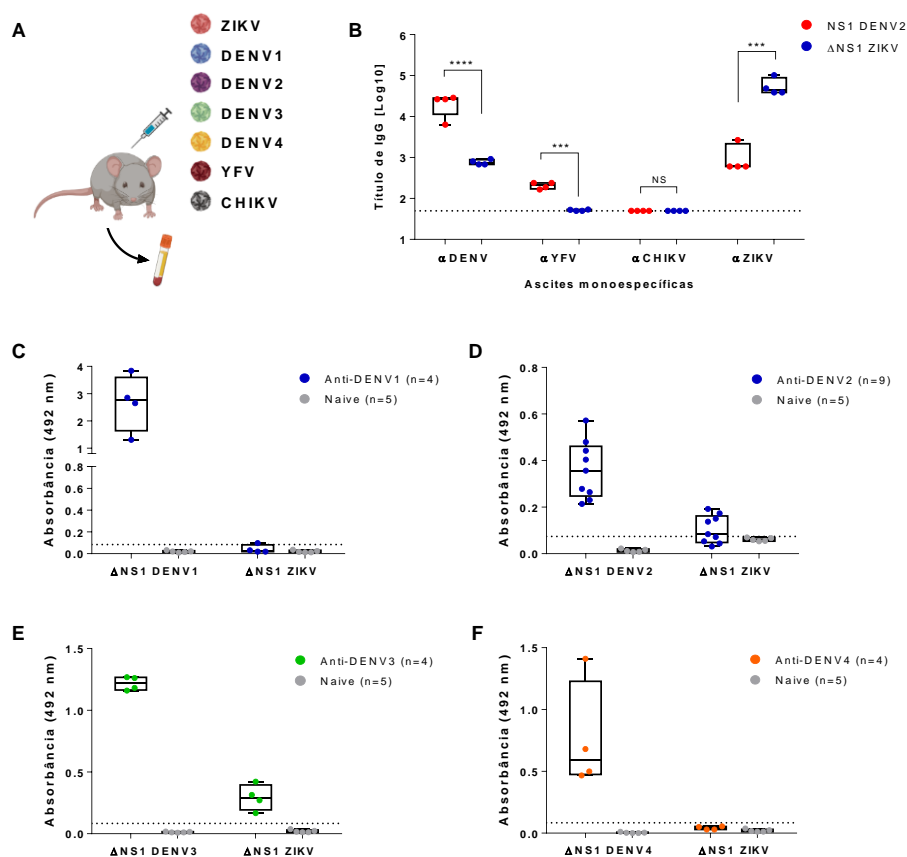 A
ZIKV
DENV1
DENV2
DENV3
DENV4
YFV
CHIKV
B
NS1 DENV2
ΔNS1 ZIKV
Título de IgG [Log10]
6
5
4
3
2
1
****
***
NS
***
αDENV
αYFV
αCHIKV
αZIKV
Ascites monoespecíficas
C
Absorbância (492 nm)
4
3
2
1
0.8
0.6
0.4
0.2
0.0
Anti-DENV1 (n=4)
Naive (n=5)
ΔNS1 DENV1
ΔNS1 ZIKV
D
Absorbância (492 nm)
0.8
0.6
0.4
0.2
0.0
Anti-DENV2 (n=9)
Naive (n=5)
ΔNS1 DENV2
ΔNS1 ZIKV
E
Absorbância (492 nm)
1.5
1.0
0.5
0.0
Anti-DENV3 (n=4)
Naive (n=5)
ΔNS1 DENV3
ΔNS1 ZIKV
F
Absorbância (492 nm)
1.5
1.0
0.5
0.0
Anti-DENV4 (n=4)
Naive (n=5)
ΔNS1 DENV4
ΔNS1 ZIKV